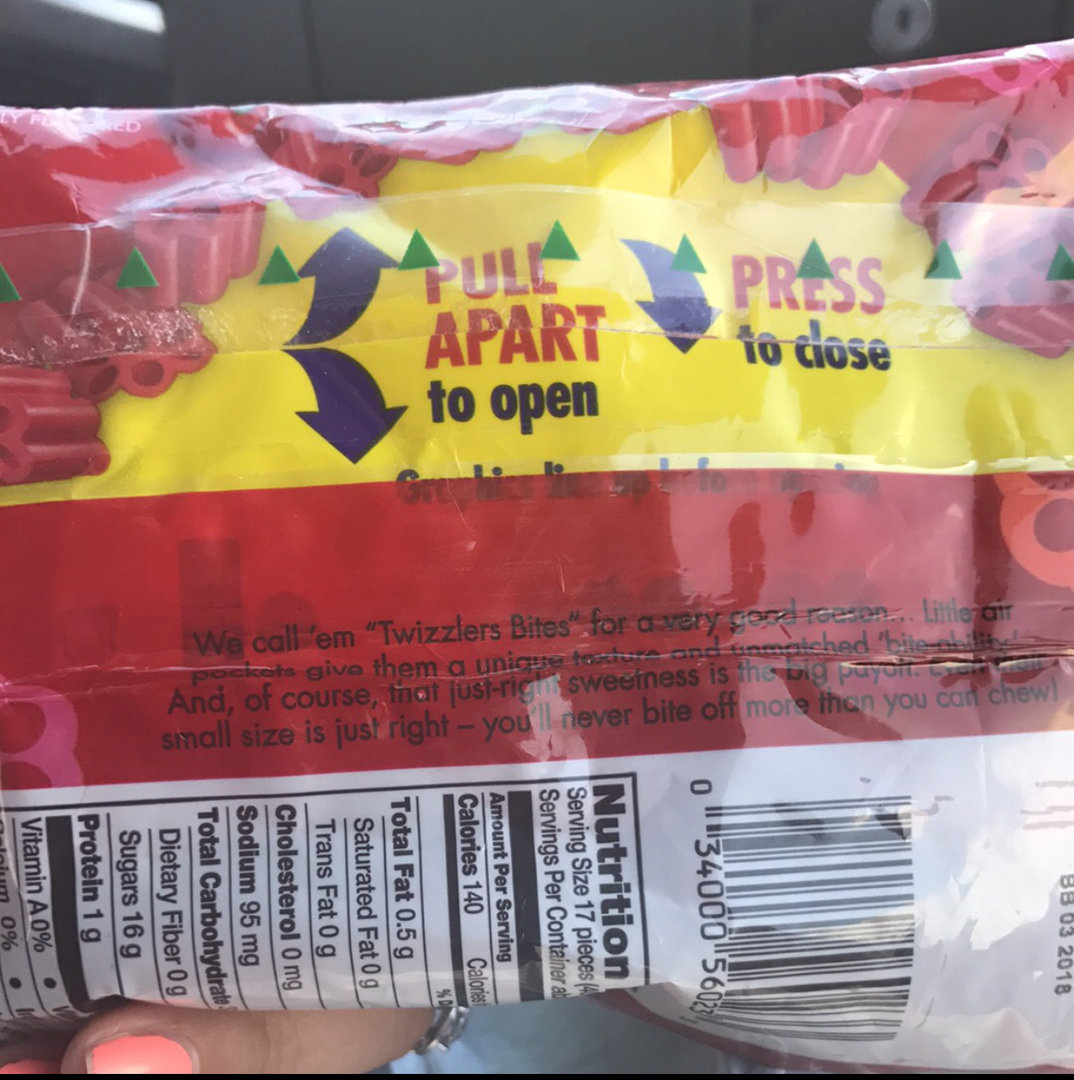 PULL
APART
to open
PRESS
to close
We call 'em "Twizzlers Bites" for a very good reason... Little air
pockets give them a unique texture and unmatched 'bite-ability'.
And, of course, that just-right sweetness is the big payoff.
small size is just right – you'll never bite off more than you can chew!
Nutrition
Serving Size 17 pieces
Servings Per Container
Amount Per Serving
Calories 140 Calories
% D
Total Fat 0.5 g
Saturated Fat 0 g
Trans Fat 0 g
Cholesterol 0 mg
Sodium 95 mg
Total Carbohydrate
Dietary Fiber 0 g
Sugars 16 g
Protein 1 g
Vitamin A 0% •
0% •
0 34000 5603
BB 03 2018